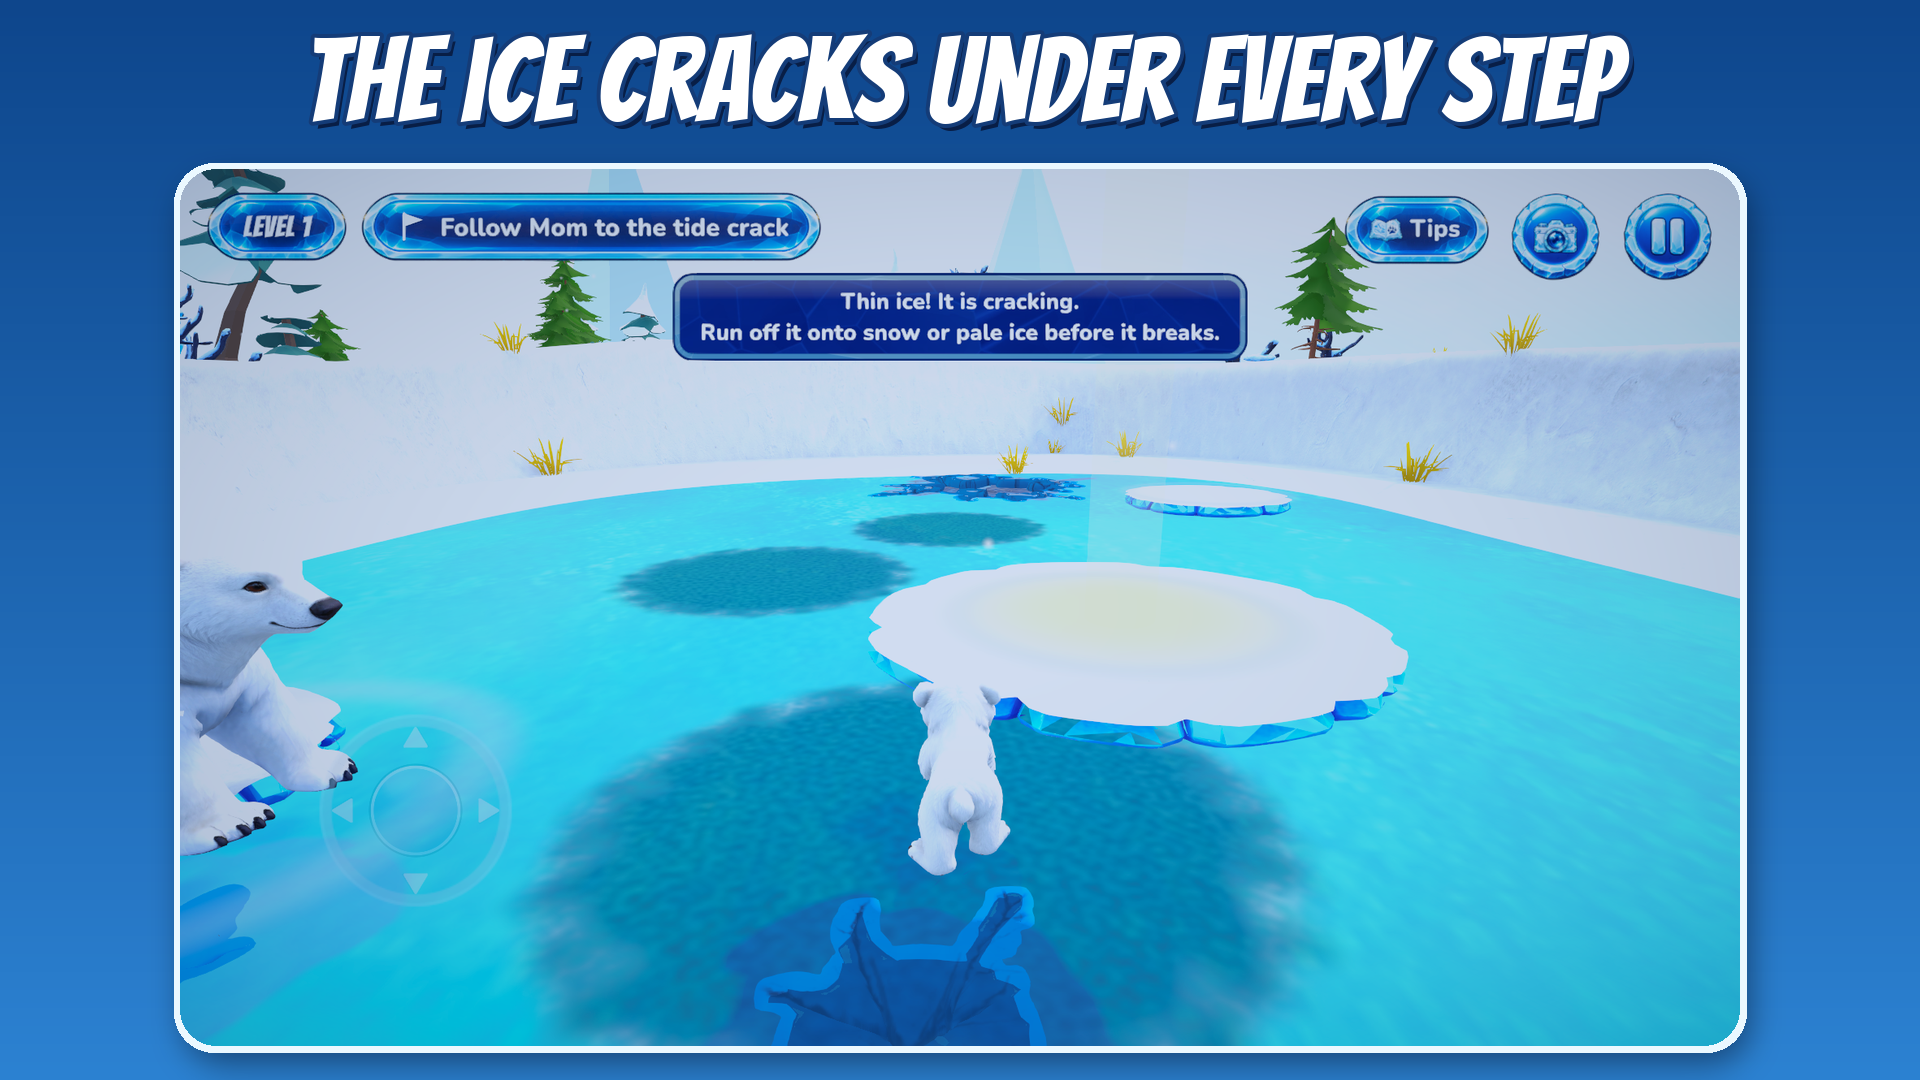 THE ICE CRACKS UNDER EVERY STEP
LEVEL 1
Follow Mom to the tide crack
Tips
Thin ice! It is cracking.
Run off it onto snow or pale ice before it breaks.